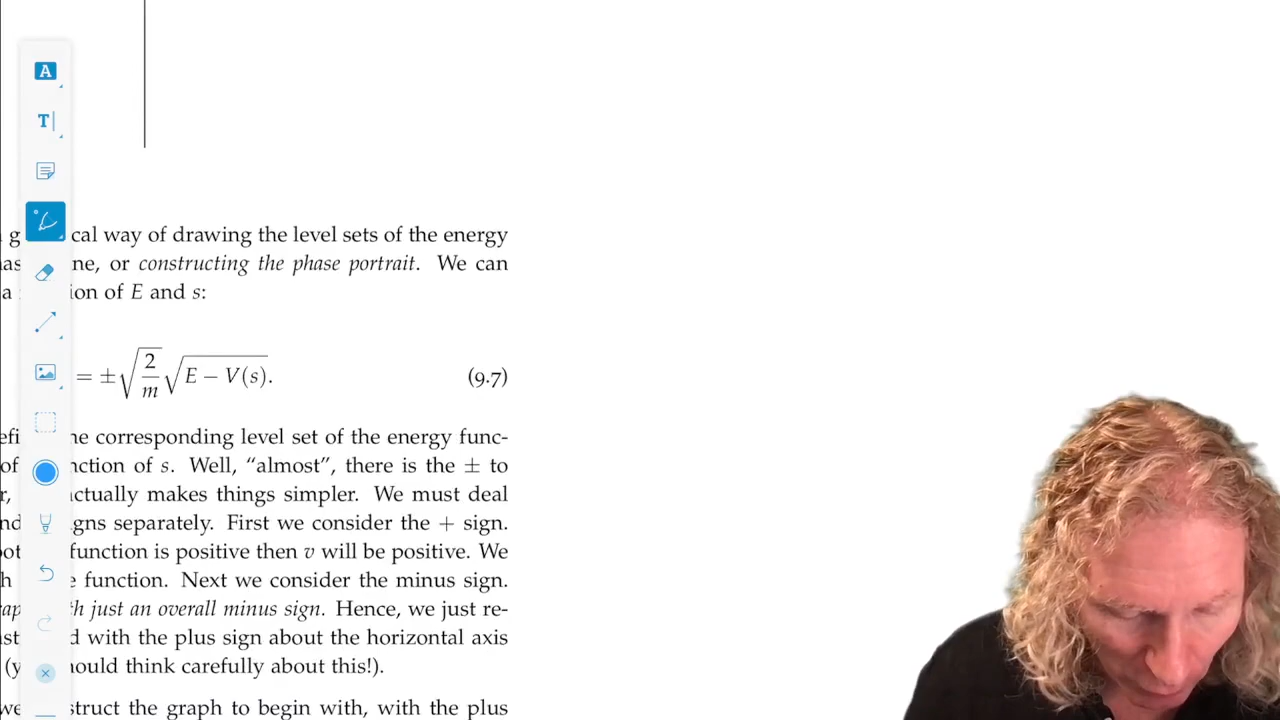 A
T
cal way of drawing the level sets of the energy
ne, or constructing the phase portrait. We can
a ion of E and s:
= ±√2/m √E − V(s). (9.7)
he corresponding level set of the energy func-
of nction of s. Well, “almost”, there is the ± to
r, actually makes things simpler. We must deal
igns separately. First we consider the + sign.
function is positive then v will be positive. We
e function. Next we consider the minus sign.
h just an overall minus sign. Hence, we just re-
d with the plus sign about the horizontal axis
(y hould think carefully about this!).
we struct the graph to begin with, with the plus